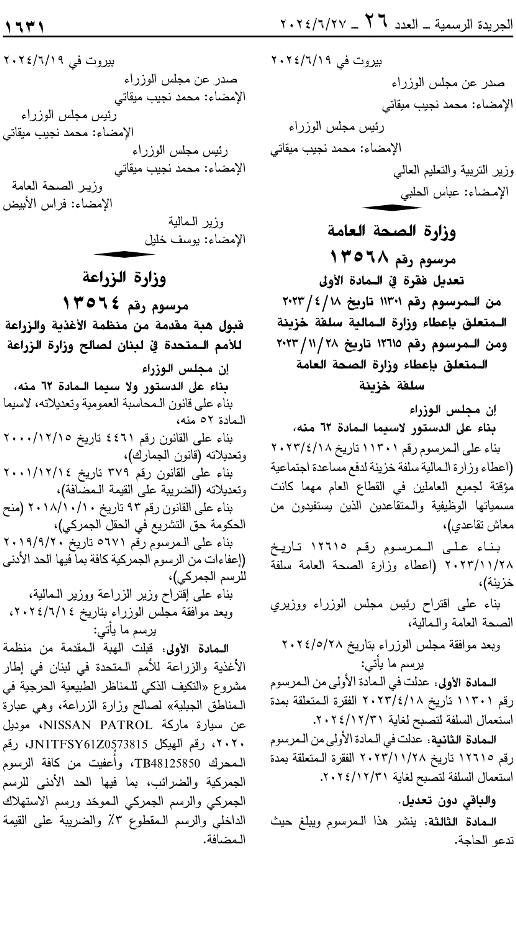 الجريدة الرسمية ــ العدد ٢٦ ــ ٢٠٢٤/٦/٢٧
١٦٣١
بيروت في ٢٠٢٤/٦/١٩
صدر عن مجلس الوزراء
الإمضاء: محمد نجيب ميقاتي
رئيس مجلس الوزراء
الإمضاء: محمد نجيب ميقاتي
وزير التربية والتعليم العالي
الإمضاء: عباس الحلبي
وزارة الصحة العامة
مرسوم رقم ١٣٥٦٨
تعديل فقرة في المادة الأولى
من المرسوم رقم ١١٣٠١ تاريخ ٢٠٢٣/٤/١٨
المتعلق بإعطاء وزارة المالية سلفة خزينة
ومن المرسوم رقم ١٢٦١٥ تاريخ ٢٠٢٣/١١/٢٨
المتعلق بإعطاء وزارة الصحة العامة
سلفة خزينة
إن مجلس الوزراء
بناء على الدستور لاسيما المادة ٦٢ منه،
بناء على المرسوم رقم ١١٣٠١ تاريخ ٢٠٢٣/٤/١٨
(اعطاء وزارة المالية سلفة خزينة لدفع مساعدة اجتماعية
مؤقتة لجميع العاملين في القطاع العام مهما كانت
مسمياتها الوظيفية والمتقاعدين الذين يستفيدون من
معاش تقاعدي)،
بناء على المرسوم رقم ١٢٦١٥ تاريخ
٢٠٢٣/١١/٢٨ (اعطاء وزارة الصحة العامة سلفة
خزينة)،
بناء على اقتراح رئيس مجلس الوزراء ووزيري
الصحة العامة والمالية،
وبعد موافقة مجلس الوزراء بتاريخ ٢٠٢٤/٥/٢٨
يرسم ما يأتي:
المادة الأولى: عدلت في المادة الأولى من المرسوم
رقم ١١٣٠١ تاريخ ٢٠٢٣/٤/١٨ الفقرة المتعلقة بمدة
استعمال السلفة لتصبح لغاية ٢٠٢٤/١٢/٣١.
المادة الثانية: عدلت في المادة الأولى من المرسوم
رقم ١٢٦١٥ تاريخ ٢٠٢٣/١١/٢٨ الفقرة المتعلقة بمدة
استعمال السلفة لتصبح لغاية ٢٠٢٤/١٢/٣١
والباقي دون تعديل.
المادة الثالثة: ينشر هذا المرسوم ويبلغ حيث
تدعو الحاجة.
بيروت في ٢٠٢٤/٦/١٩
صدر عن مجلس الوزراء
الإمضاء: محمد نجيب ميقاتي
رئيس مجلس الوزراء
الإمضاء: محمد نجيب ميقاتي
رئيس مجلس الوزراء
الإمضاء: محمد نجيب ميقاتي
وزير الصحة العامة
الإمضاء: فراس الأبيض
وزير المالية
الإمضاء: يوسف خليل
وزارة الزراعة
مرسوم رقم ١٣٥٦٤
قبول هبة مقدمة من منظمة الأغذية والزراعة
للأمم المتحدة في لبنان لصالح وزارة الزراعة
إن مجلس الوزراء
بناء على الدستور ولا سيما المادة ٦٢ منه،
بناء على قانون المحاسبة العمومية وتعديلاته، لاسيما
المادة ٥٢ منه،
بناء على القانون رقم ٤٤٦١ تاريخ ٢٠٠٠/١٢/١٥
وتعديلاته (قانون الجمارك)،
بناء على القانون رقم ٣٧٩ تاريخ ٢٠٠١/١٢/١٤
وتعديلاته (الضريبة على القيمة المضافة)،
بناء على القانون رقم ٩٣ تاريخ ٢٠١٨/١٠/١٠ (منح
الحكومة حق التشريع في الحقل الجمركي)،
بناء على المرسوم رقم ٥٦٧١ تاريخ ٢٠١٩/٩/٢٠
(إعفاءات من الرسوم الجمركية كافة بما فيها الحد الأدنى
للرسم الجمركي)،
بناء على إقتراح وزير الزراعة ووزير المالية،
وبعد موافقة مجلس الوزراء بتاريخ ٢٠٢٤/٦/١٤،
يرسم ما يأتي:
المادة الأولى: قبلت الهبة المقدمة من منظمة
الأغذية والزراعة للأمم المتحدة في لبنان في إطار
مشروع «التكيف الذكي للمناظر الطبيعية الحرجية في
المناطق الجبلية» لصالح وزارة الزراعة، وهي عبارة
عن سيارة ماركة NISSAN PATROL، موديل
٢٠٢٠، رقم الهيكل JN1TFSY61Z0573815، رقم
المحرك TB48125850، وأُعفيت من كافة الرسوم
الجمركية والضرائب، بما فيها الحد الأدنى للرسم
الجمركي والرسم الجمركي الموحّد ورسم الاستهلاك
الداخلي والرسم المقطوع ٣٪ والضريبة على القيمة
المضافة.